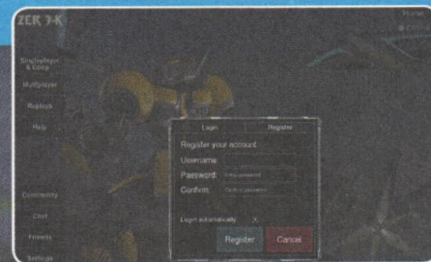 ZER
Singleplayer
& Coop
Multiplayer
Replays
Help
Community
Chat
Friends
Settings
Login Register
Register your account
Username:
Password:
Confirm:
Login automatically X
Register Cancel